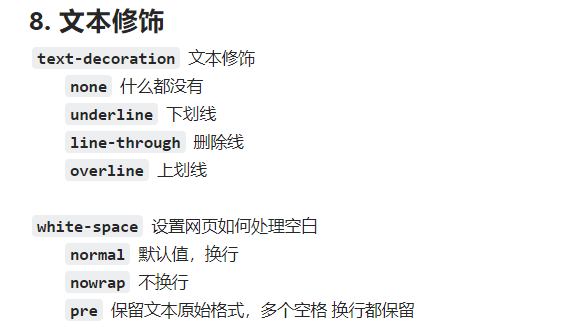 8. 文本修饰
text-decoration 文本修饰
none 什么都没有
underline 下划线
line-through 删除线
overline 上划线
white-space 设置网页如何处理空白
normal 默认值，换行
nowrap 不换行
pre 保留文本原始格式，多个空格 换行都保留